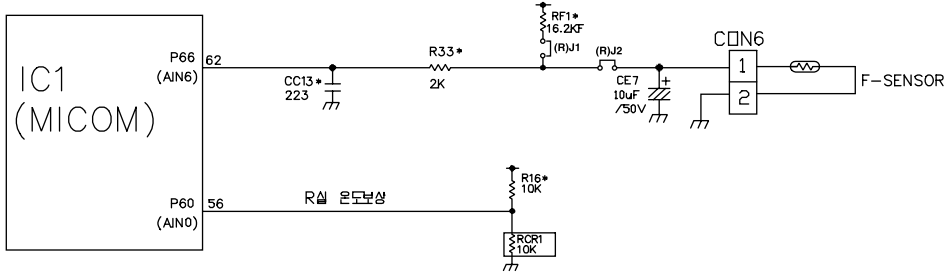 RF1*
16.2KF
(R)J1
(R)J2
CON6
1
2
F-SENSOR
CE7
+
10uF
/50V
R33*
2K
CC13*
223
P66
62
(AIN6)
IC1
(MICOM)
P60
56
(AIN0)
R실 온도보상
R16*
10K
RCR1
10K